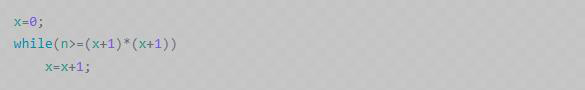 x=0;
while(n>=(x+1)*(x+1))
    x=x+1;